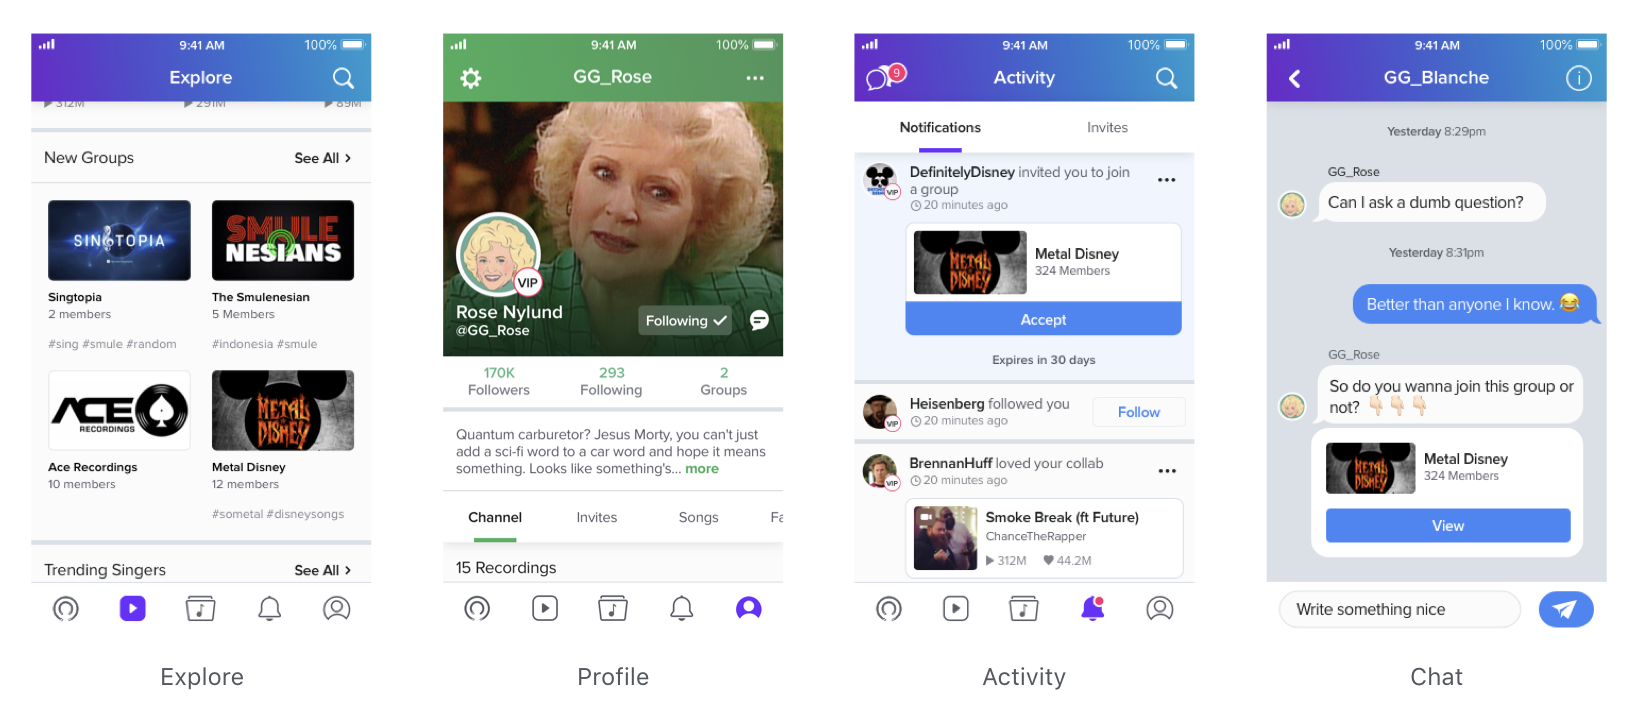 9:41 AM 100%
Explore
312M 291M 89M
New Groups See All >
SINGTOPIA
SMULE
NESIANS
Singtopia The Smulenesian
2 members 5 Members
#sing #smule #random #indonesia #smule
ACE
RECORDINGS
METAL
DISNEY
Ace Recordings Metal Disney
10 members 12 members
#sometal #disneysongs
Trending Singers See All >
Explore
9:41 AM 100%
GG_Rose
VIP
Rose Nylund
@GG_Rose
Following
170K 293 2
Followers Following Groups
Quantum carburetor? Jesus Morty, you can't just
add a sci-fi word to a car word and hope it means
something. Looks like something's... more
Channel Invites Songs Fa
15 Recordings
Profile
9:41 AM 100%
9
Activity
Notifications Invites
VIP
DefinitelyDisney invited you to join
a group
20 minutes ago
METAL
DISNEY
Metal Disney
324 Members
Accept
Expires in 30 days
VIP
Heisenberg followed you
20 minutes ago
Follow
VIP
BrennanHuff loved your collab
20 minutes ago
Smoke Break (ft Future)
ChanceTheRapper
312M 44.2M
Activity
9:41 AM 100%
GG_Blanche
Yesterday 8:29pm
GG_Rose
Can I ask a dumb question?
Yesterday 8:31pm
Better than anyone I know. 😂
GG_Rose
So do you wanna join this group or
not? 👇🏻👇🏻👇🏻
METAL
DISNEY
Metal Disney
324 Members
View
Write something nice
Chat